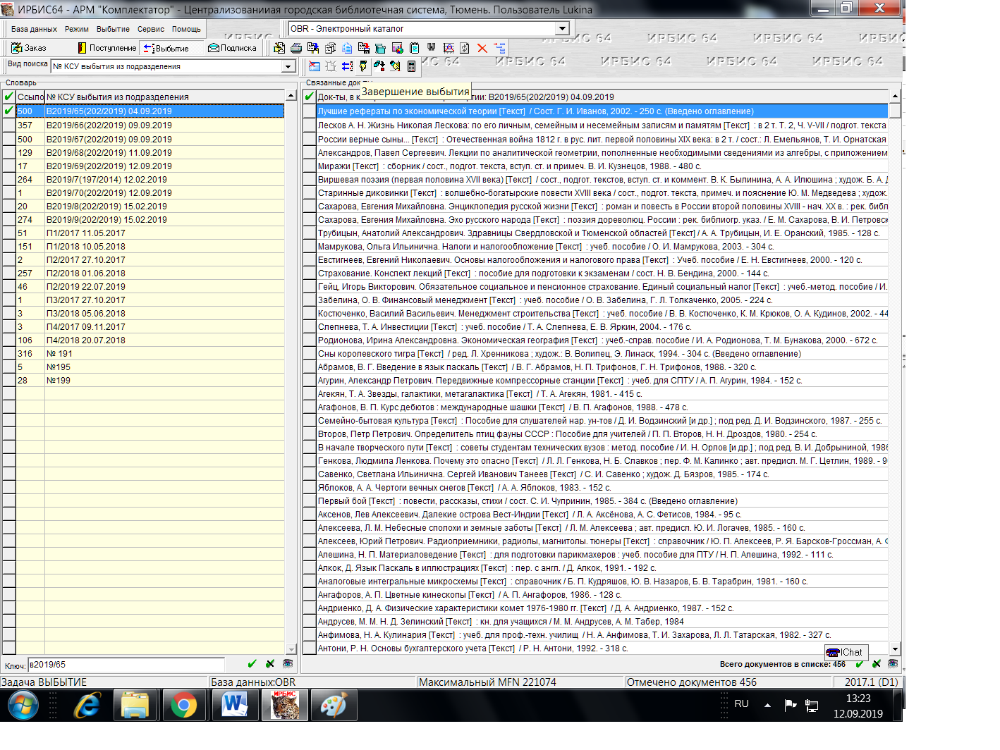 ИРБИС64 - АРМ "Комплектатор" - Централизованниая городская библиотечная система, Тюмень. Пользователь Lukina
База данных Режим Выбытие Сервис Помощь
OBR - Электронный каталог
Заказ Поступление Выбытие Подписка
Вид поиска № КСУ выбытия из подразделения
Завершение выбытия
Словарь
Ссыло № КСУ выбытия из подразделения
500 В2019/65(202/2019) 04.09.2019
357 В2019/66(202/2019) 09.09.2019
500 В2019/67(202/2019) 09.09.2019
129 В2019/68(202/2019) 11.09.2019
17 В2019/69(202/2019) 12.09.2019
264 В2019/7(197/2014) 12.02.2019
1 В2019/70(202/2019) 12.09.2019
20 В2019/8(202/2019) 15.02.2019
274 В2019/9(202/2019) 15.02.2019
51 П1/2017 11.05.2017
151 П1/2018 10.05.2018
2 П2/2017 27.10.2017
257 П2/2018 01.06.2018
46 П2/2019 22.07.2019
1 П3/2017 27.10.2017
3 П3/2018 05.06.2018
3 П4/2017 09.11.2017
106 П4/2018 20.07.2018
316 № 191
5 №195
28 №199
Ключ: в2019/65
Связанные док
Док-ты, в к тии: В2019/65(202/2019) 04.09.2019
Лучшие рефераты по экономической теории [Текст] / Сост. Г. И. Иванов, 2002. - 250 с. (Введено оглавление)
Лесков А. Н. Жизнь Николая Лескова: по его личным, семейным и несемейным записям и памятям [Текст] : в 2 т. Т. 2, Ч. V-VII / подгот. текста
России верные сыны... [Текст] : Отечественная война 1812 г. в рус. лит. первой половины XIX века: в 2 т. / сост.: Л. Емельянов, Т. И. Орнатская
Александров, Павел Сергеевич. Лекции по аналитической геометрии, пополненные необходимыми сведениями из алгебры, с приложением
Миражи [Текст] : сборник / сост., подгот. текста, вступ. ст. и примеч. В. И. Кузнецов, 1988. - 480 с.
Виршевая поэзия (первая половина XVII века) [Текст] / сост., подгот. текстов, вступ. ст и коммент. В. К. Былинина, А. А. Илюшина ; худож. Б. А.
Старинные диковинки [Текст] : волшебно-богатырские повести XVIII века / сост., подгот. текста, примеч. и пояснение Ю. М. Медведева ; худож.
Сахарова, Евгения Михайловна. Энциклопедия русской жизни [Текст] : роман и повесть в России второй половины XVIII - нач. XX в. : рек. библ
Сахарова, Евгения Михайловна. Эхо русского народа [Текст] : поэзия дореволюц. России : рек. библиогр. указ. / Е. М. Сахарова, В. И. Петровск
Трубицын, Анатолий Александрович. Здравницы Свердловской и Тюменской областей [Текст] / А. А. Трубицын, И. Е. Оранский, 1985. - 128 с.
Мамрукова, Ольга Ильинична. Налоги и налогообложение [Текст] : учеб. пособие / О. И. Мамрукова, 2003. - 304 с.
Евстигнеев, Евгений Николаевич. Основы налогообложения и налогового права [Текст] : Учеб. пособие / Е. Н. Евстигнеев, 2000. - 120 с.
Страхование. Конспект лекций [Текст] : пособие для подготовки к экзаменам / сост. Н. В. Бендина, 2000. - 144 с.
Гейц, Игорь Викторович. Обязательное социальное и пенсионное страхование. Единый социальный налог [Текст] : учеб.-метод. пособие / И.
Забелина, О. В. Финансовый менеджмент [Текст] : учеб. пособие / О. В. Забелина, Г. Л. Толкаченко, 2005. - 224 с.
Костюченко, Василий Васильевич. Менеджмент строительства [Текст] : учеб. пособие / В. В. Костюченко, К. М. Крюков, О. А. Кудинов, 2002. - 44
Слепнева, Т. А. Инвестиции [Текст] : учеб. пособие / Т. А. Слепнева, Е. В. Яркин, 2004. - 176 с.
Родионова, Ирина Александровна. Экономическая география [Текст] : учеб.-справ. пособие / И. А. Родионова, Т. М. Бунакова, 2000. - 672 с.
Сны королевского тигра [Текст] / ред. Л. Хренникова ; худож.: В. Волипец, Э. Линаск, 1994. - 304 с. (Введено оглавление)
Абрамов, В. Г. Введение в язык паскаль [Текст] / В. Г. Абрамов, Н. П. Трифонов, Г. Н. Трифонов, 1988. - 320 с.
Агурин, Александр Петрович. Передвижные компрессорные станции [Текст] : учеб. для СПТУ / А. П. Агурин, 1984. - 152 с.
Агекян, Т. А. Звезды, галактики, метагалактика [Текст] / Т. А. Агекян, 1981. - 415 с.
Агафонов, В. П. Курс дебютов : международные шашки [Текст] / В. П. Агафонов, 1988. - 478 с.
Семейно-бытовая культура [Текст] : Пособие для слушателей нар. ун-тов / Д. И. Водзинский [и др.] ; под ред. Д. И. Водзинского, 1987. - 255 с.
Второв, Петр Петрович. Определитель птиц фауны СССР : Пособие для учителей / П. П. Второв, Н. Н. Дроздов, 1980. - 254 с.
В начале творческого пути [Текст] : советы студентам технических вузов : метод. пособие / И. Н. Орлов [и др.] ; под ред. В. И. Добрыниной, 1986
Генкова, Людмила Ленкова. Почему это опасно [Текст] / Л. Л. Генкова, Н. Б. Славков ; пер. Ф. М. Калинко ; авт. предисл. М. Г. Цетлин, 1989. - 9
Савенко, Светлана Ильинична. Сергей Иванович Танеев [Текст] / С. И. Савенко ; худож. Д. Бязров, 1985. - 174 с.
Яблоков, А. А. Чертоги вечных снегов [Текст] / А. А. Яблоков, 1983. - 152 с.
Первый бой [Текст] : повести, рассказы, стихи / сост. С. И. Чупринин, 1985. - 384 с. (Введено оглавление)
Аксенов, Лев Алексеевич. Далекие острова Вест-Индии [Текст] / Л. А. Аксёнова, А. С. Фетисов, 1984. - 95 с.
Алексеева, Л. М. Небесные сполохи и земные заботы [Текст] / Л. М. Алексеева ; авт. предисл. Ю. И. Логачев, 1985. - 160 с.
Алексеев, Юрий Петрович. Радиоприемники, радиолы, магнитолы. тюнеры [Текст] : справочник / Ю. П. Алексеев, Р. Я. Барсков-Гроссман, А. Ф
Алешина, Н. П. Материаловедение [Текст] : для подготовки парикмахеров : учеб. пособие для ПТУ / Н. П. Алешина, 1992. - 111 с.
Алкок, Д. Язык Паскаль в иллюстрациях [Текст] : пер. с англ. / Д. Алкок, 1991. - 192 с.
Аналоговые интегральные микросхемы [Текст] : справочник / Б. П. Кудряшов, Ю. В. Назаров, Б. В. Тарабрин, 1981. - 160 с.
Ангафоров, А. П. Цветные кинескопы [Текст] / А. П. Ангафоров, 1986. - 128 с.
Андриенко, Д. А. Физические характеристики комет 1976-1980 гг. [Текст] / Д. А. Андриенко, 1987. - 152 с.
Андрусев, М. М. Н. Д. Зелинский [Текст] : кн. для учащихся / М. М. Андрусев, А. М. Табер, 1984
Анфимова, Н. А. Кулинария [Текст] : учеб. для проф.-техн. училищ / Н. А. Анфимова, Т. И. Захарова, Л. Л. Татарская, 1982. - 327 с.
Антони, Р. Н. Основы бухгалтерского учета [Текст] / Р. Н. Антони, 1992. - 318 с.
IChat
Всего документов в списке: 456
Задача ВЫБЫТИЕ База данных:OBR Максимальный MFN 221074 Отмечено документов 456 2017.1 (D1)
ИРБИС
RU
13:23
12.09.2019